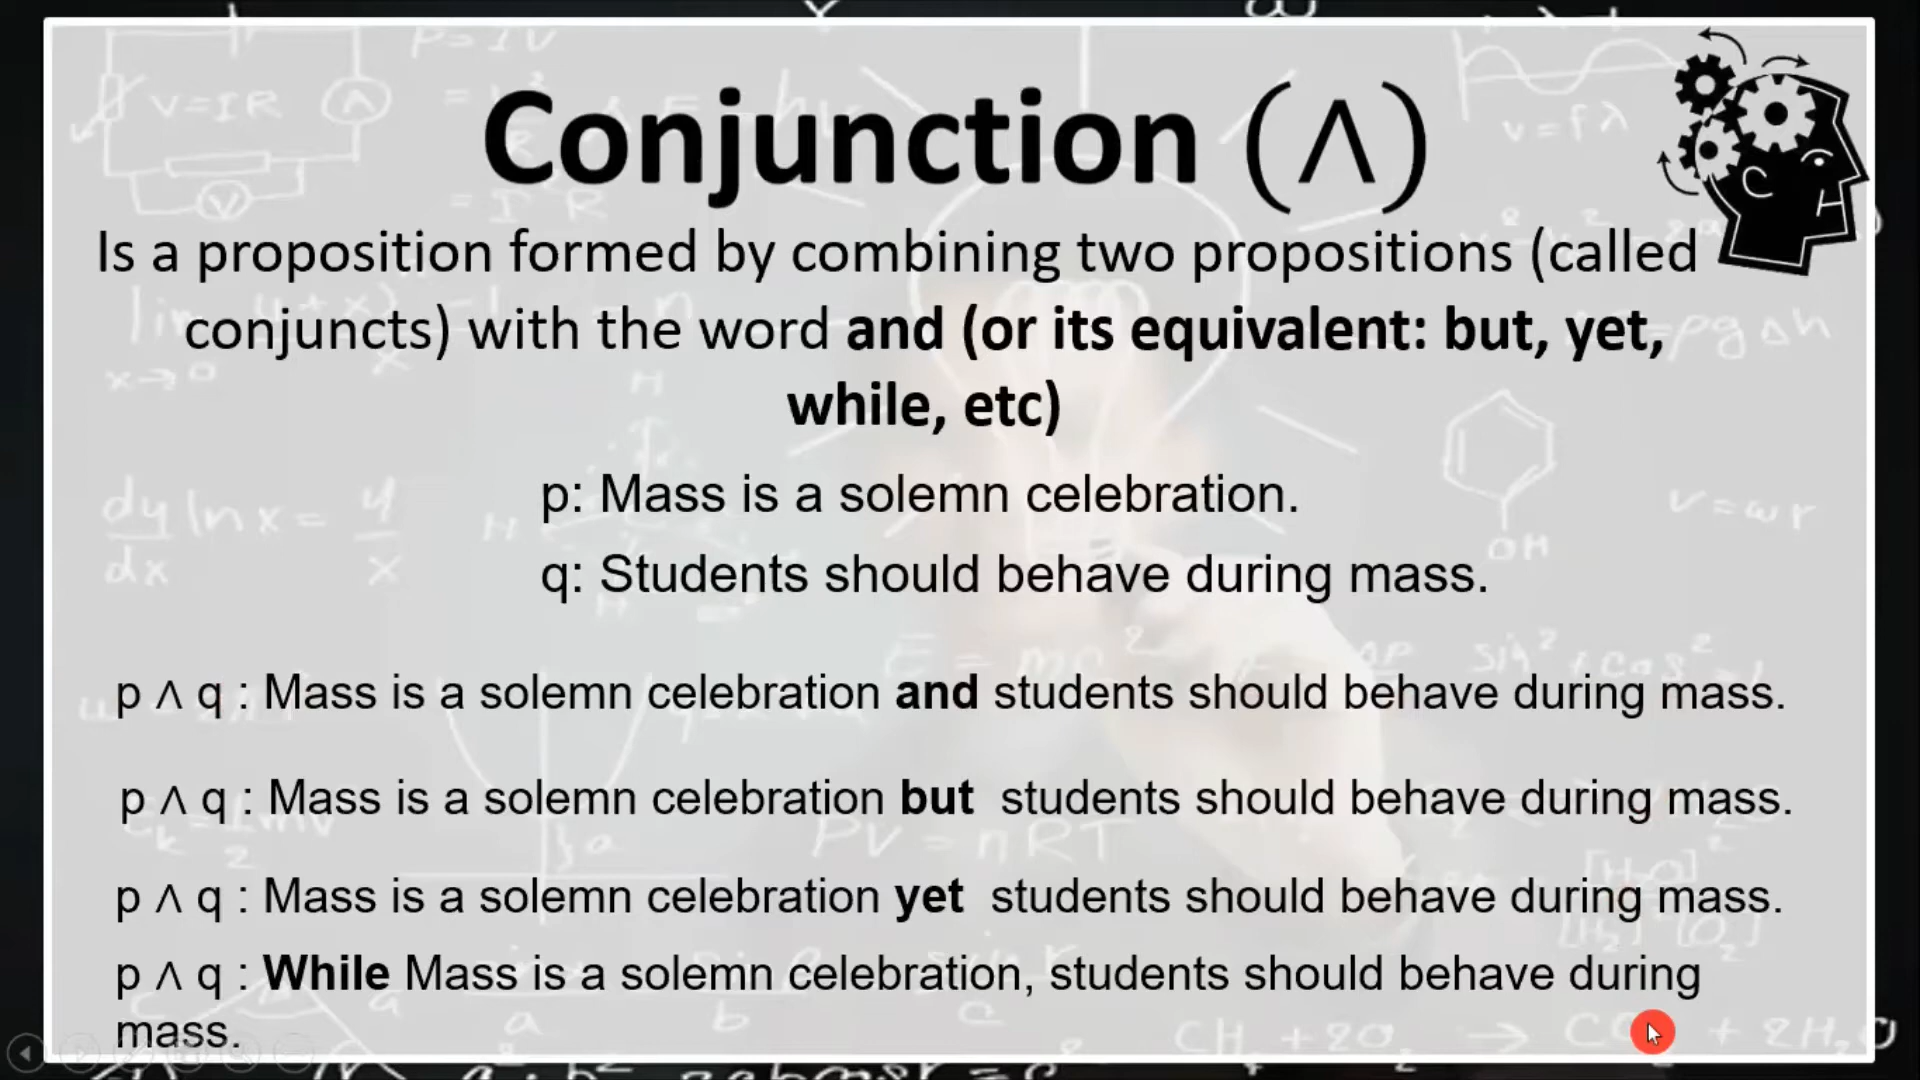 Conjunction (∧)
Is a proposition formed by combining two propositions (called
conjuncts) with the word and (or its equivalent: but, yet,
while, etc)
p: Mass is a solemn celebration.
q: Students should behave during mass.
p ∧ q : Mass is a solemn celebration and students should behave during mass.
p ∧ q : Mass is a solemn celebration but students should behave during mass.
p ∧ q : Mass is a solemn celebration yet students should behave during mass.
p ∧ q : While Mass is a solemn celebration, students should behave during
mass.